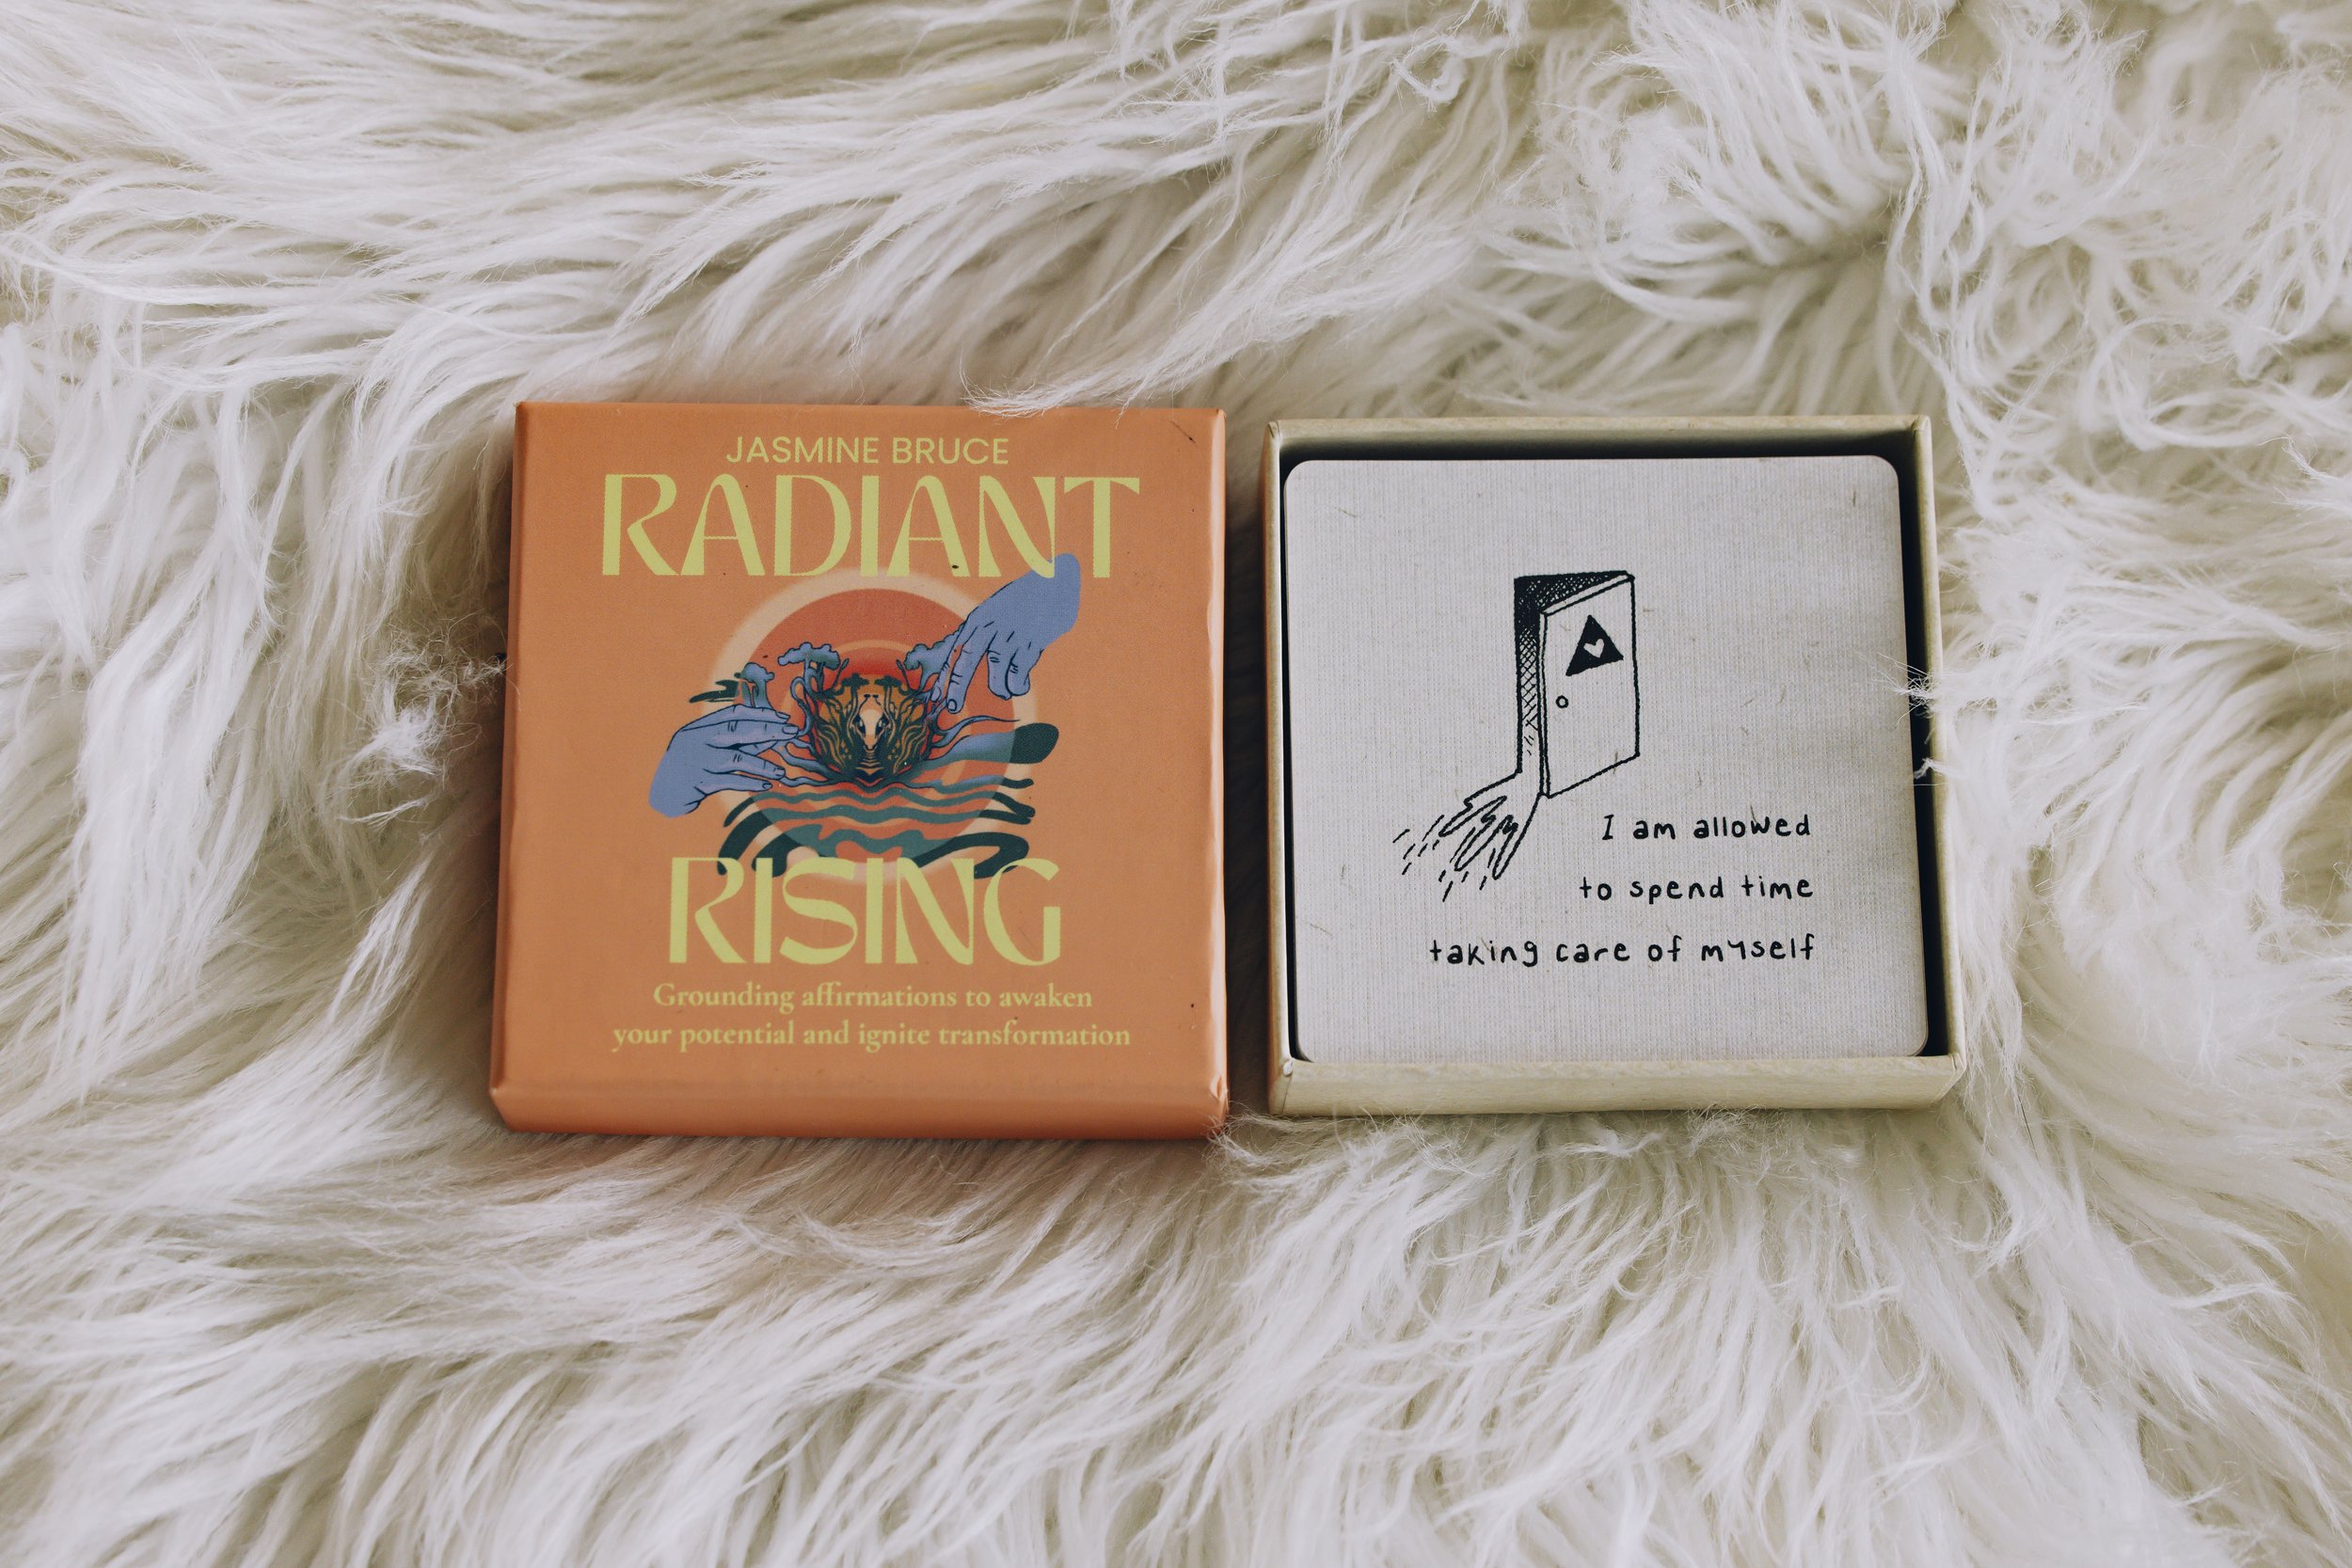 JASMINE BRUCE
RADIANT
RISING
Grounding affirmations to awaken
your potential and ignite transformation
I am allowed
to spend time
taking care of myself